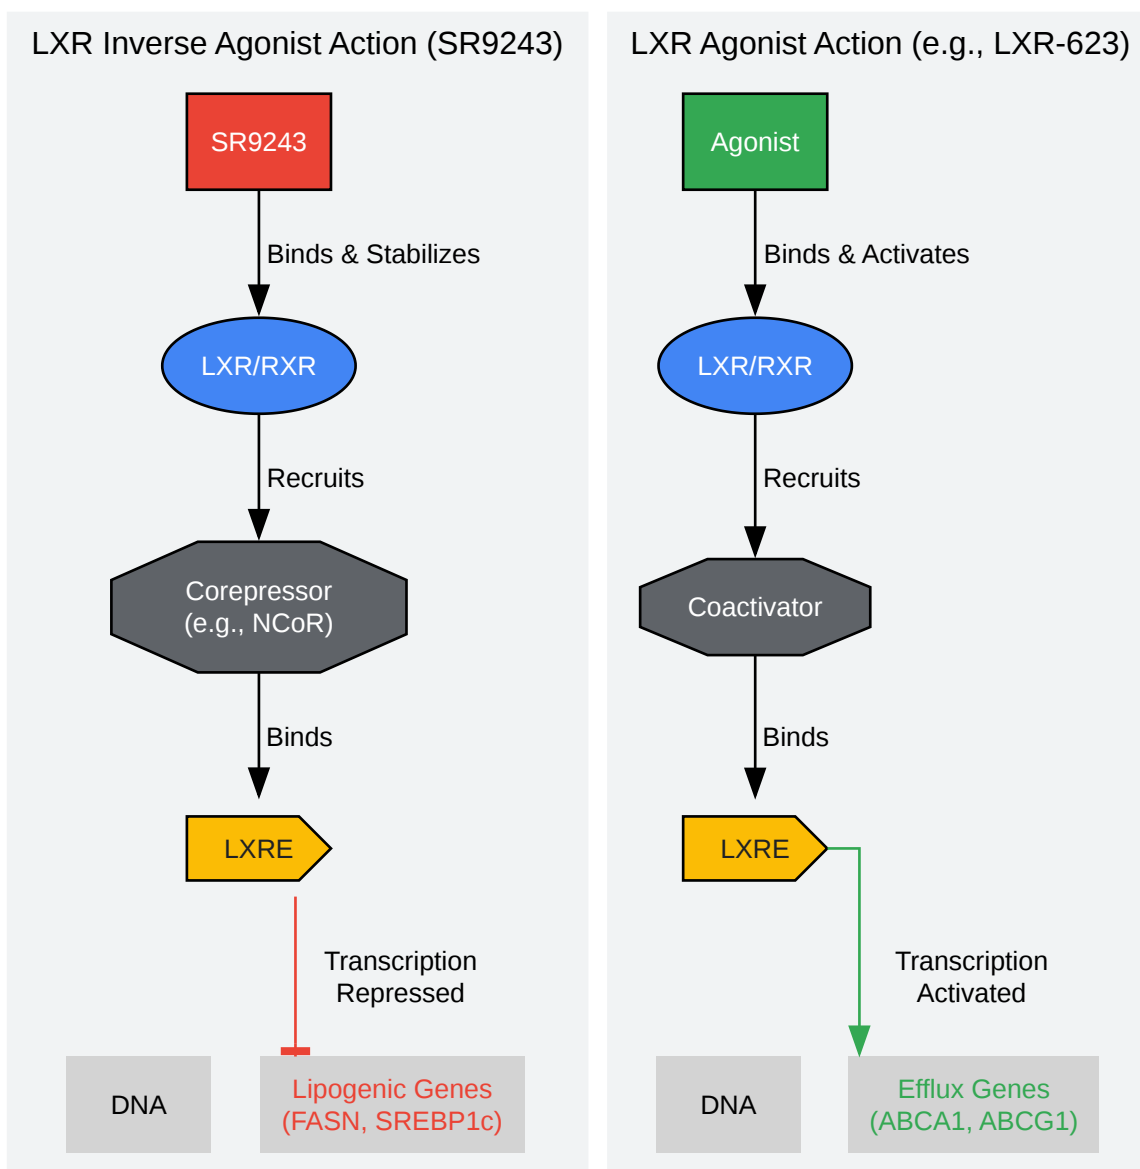 LXR Inverse Agonist Action (SR9243)
SR9243
Binds & Stabilizes
LXR/RXR
Recruits
Corepressor
(e.g., NCoR)
Binds
LXRE
Transcription
Repressed
DNA
Lipogenic Genes
(FASN, SREBP1c)
LXR Agonist Action (e.g., LXR-623)
Agonist
Binds & Activates
LXR/RXR
Recruits
Coactivator
Binds
LXRE
Transcription
Activated
DNA
Efflux Genes
(ABCA1, ABCG1)